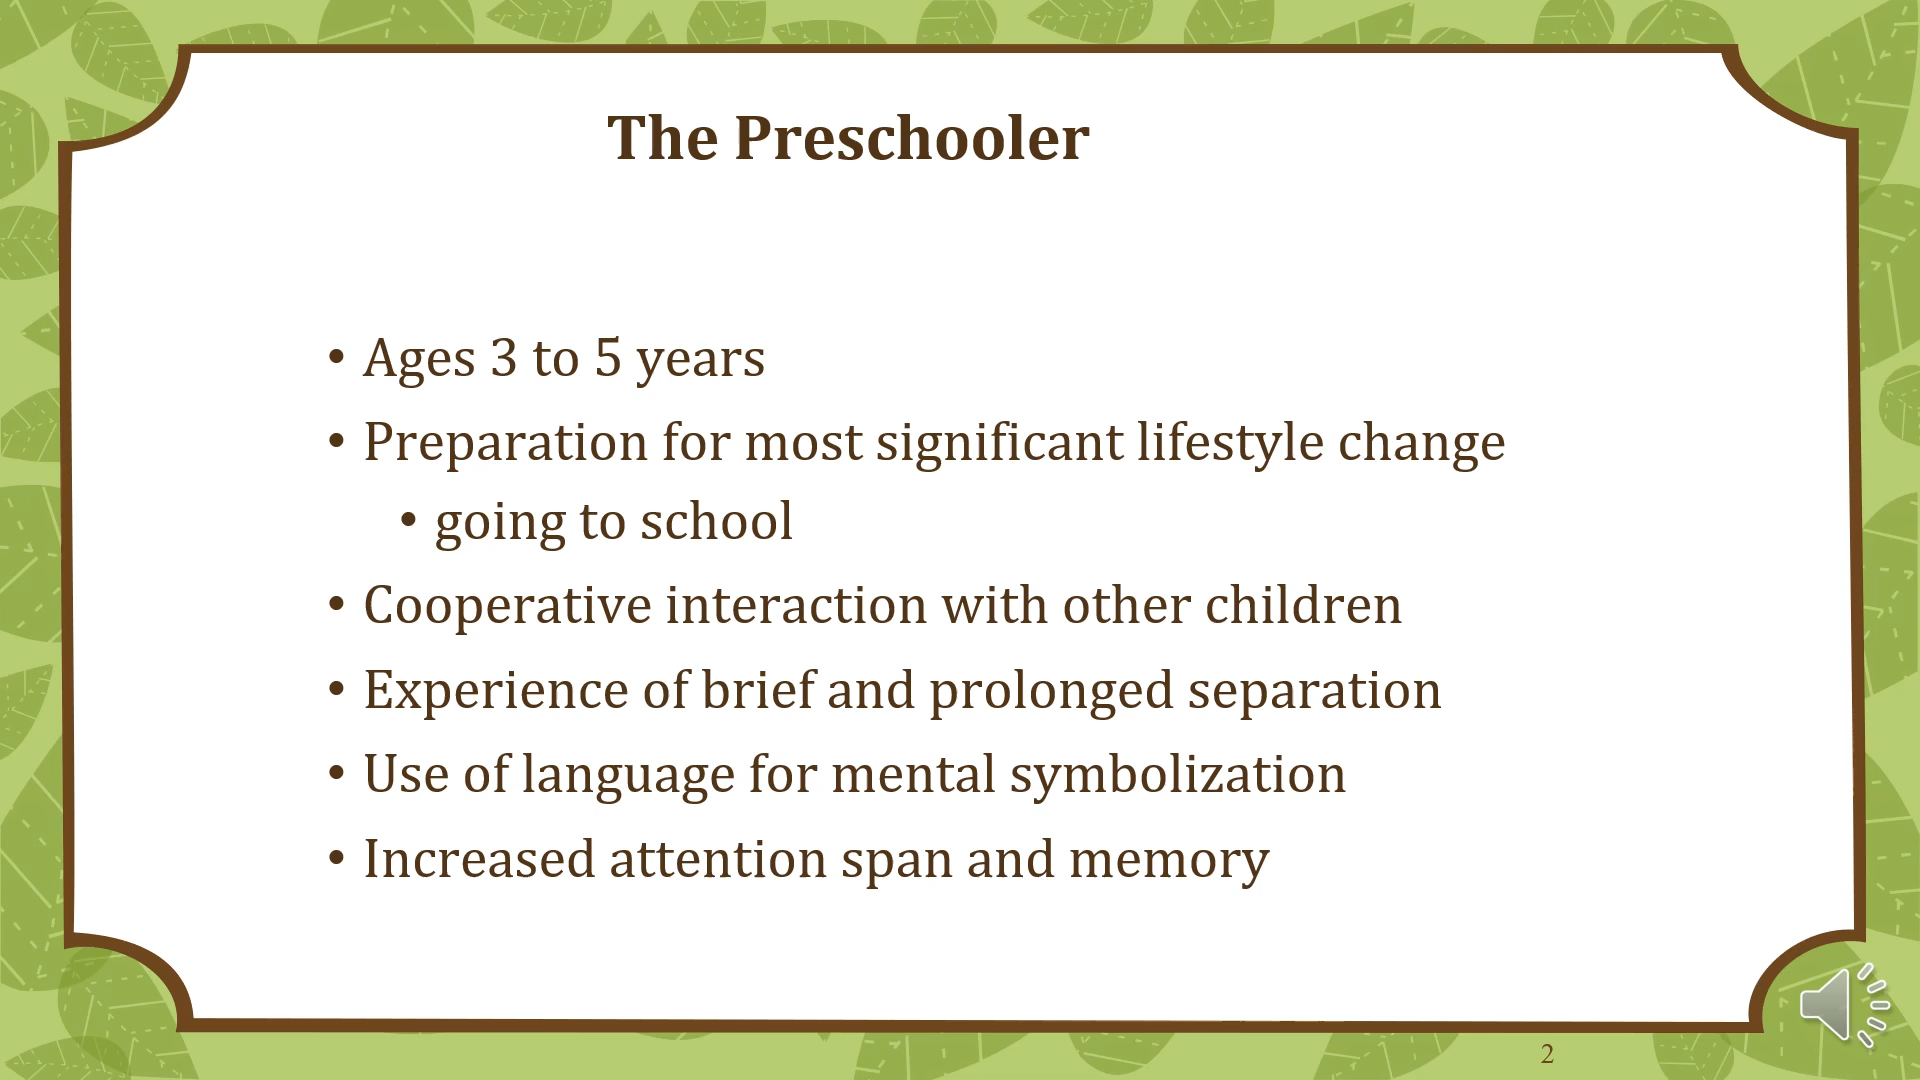 The Preschooler
• Ages 3 to 5 years
• Preparation for most significant lifestyle change
• going to school
• Cooperative interaction with other children
• Experience of brief and prolonged separation
• Use of language for mental symbolization
• Increased attention span and memory
2